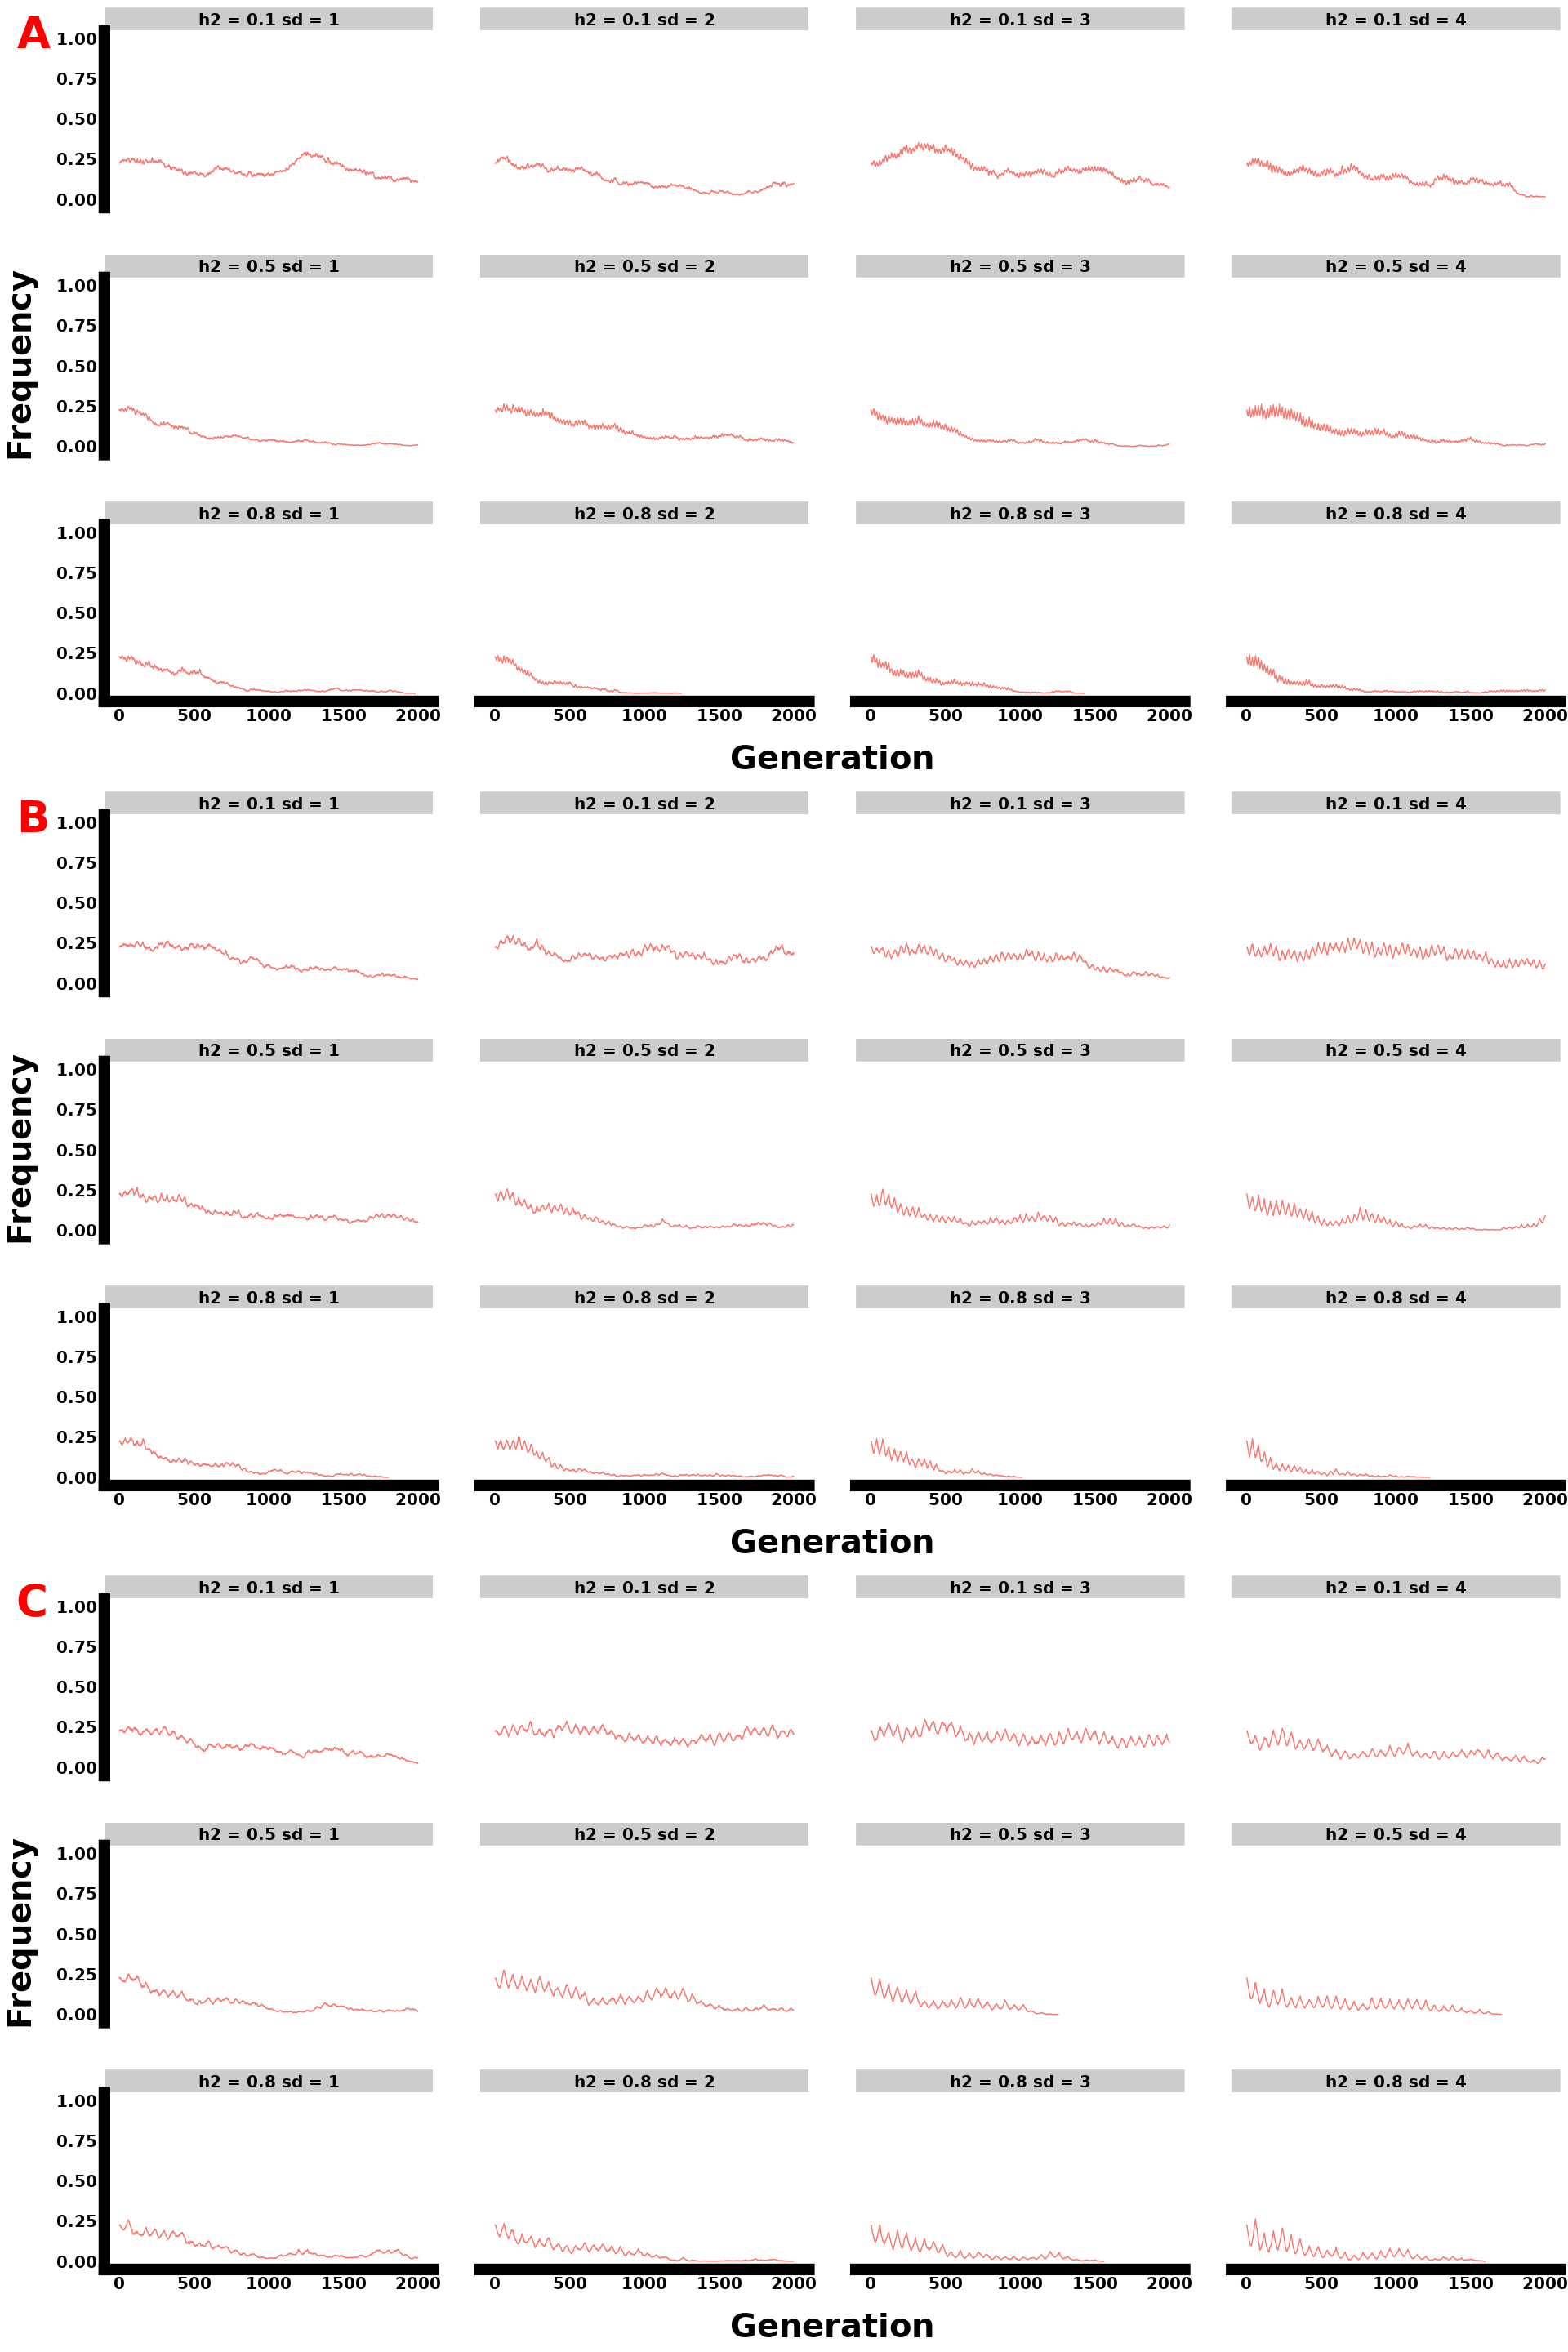 A
h2 = 0.1 sd = 1 h2 = 0.1 sd = 2 h2 = 0.1 sd = 3 h2 = 0.1 sd = 4
1.00
0.75
0.50
0.25
0.00
Frequency
h2 = 0.5 sd = 1 h2 = 0.5 sd = 2 h2 = 0.5 sd = 3 h2 = 0.5 sd = 4
1.00
0.75
0.50
0.25
0.00
h2 = 0.8 sd = 1 h2 = 0.8 sd = 2 h2 = 0.8 sd = 3 h2 = 0.8 sd = 4
1.00
0.75
0.50
0.25
0.00
0 500 1000 1500 2000 0 500 1000 1500 2000 0 500 1000 1500 2000 0 500 1000 1500 2000
Generation
B
h2 = 0.1 sd = 1 h2 = 0.1 sd = 2 h2 = 0.1 sd = 3 h2 = 0.1 sd = 4
1.00
0.75
0.50
0.25
0.00
Frequency
h2 = 0.5 sd = 1 h2 = 0.5 sd = 2 h2 = 0.5 sd = 3 h2 = 0.5 sd = 4
1.00
0.75
0.50
0.25
0.00
h2 = 0.8 sd = 1 h2 = 0.8 sd = 2 h2 = 0.8 sd = 3 h2 = 0.8 sd = 4
1.00
0.75
0.50
0.25
0.00
0 500 1000 1500 2000 0 500 1000 1500 2000 0 500 1000 1500 2000 0 500 1000 1500 2000
Generation
C
h2 = 0.1 sd = 1 h2 = 0.1 sd = 2 h2 = 0.1 sd = 3 h2 = 0.1 sd = 4
1.00
0.75
0.50
0.25
0.00
Frequency
h2 = 0.5 sd = 1 h2 = 0.5 sd = 2 h2 = 0.5 sd = 3 h2 = 0.5 sd = 4
1.00
0.75
0.50
0.25
0.00
h2 = 0.8 sd = 1 h2 = 0.8 sd = 2 h2 = 0.8 sd = 3 h2 = 0.8 sd = 4
1.00
0.75
0.50
0.25
0.00
0 500 1000 1500 2000 0 500 1000 1500 2000 0 500 1000 1500 2000 0 500 1000 1500 2000
Generation